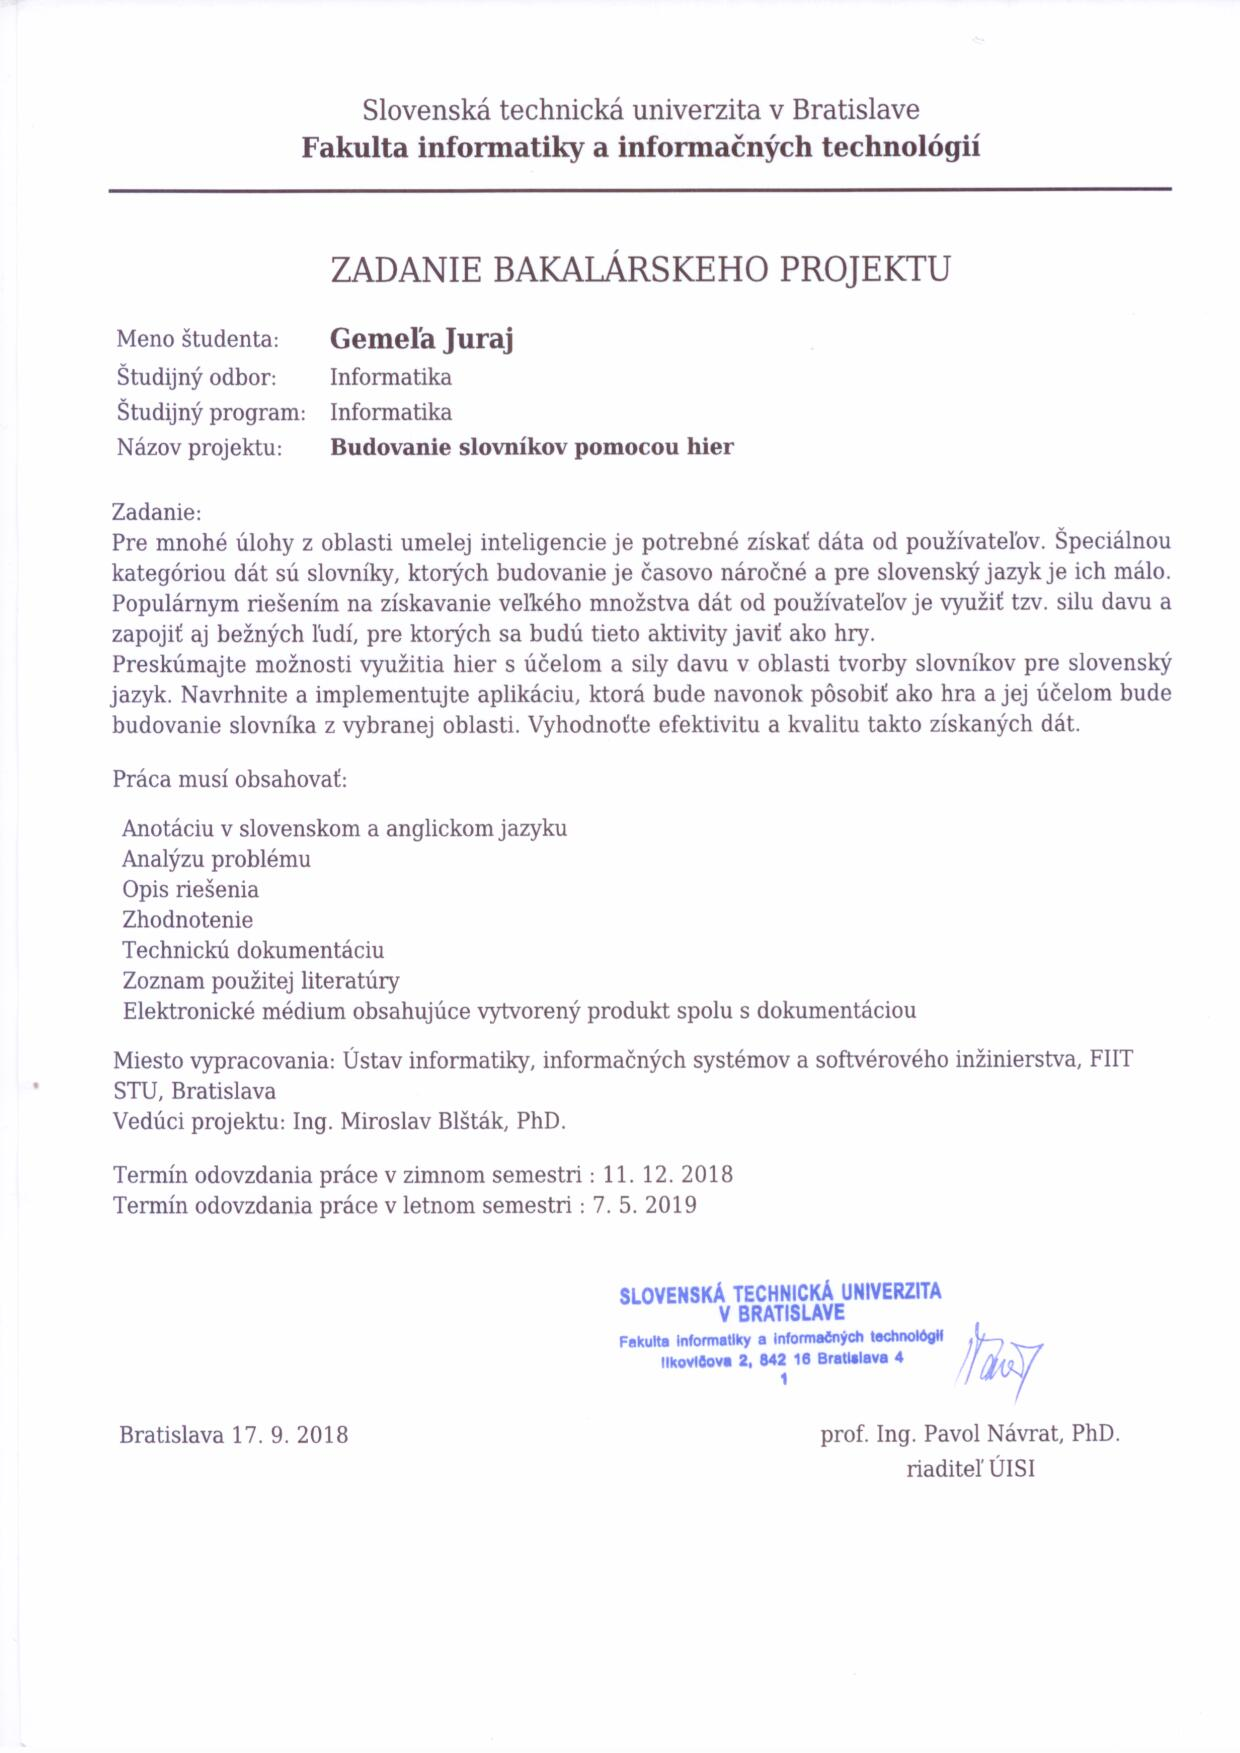 Slovenská technická univerzita v Bratislave
Fakulta informatiky a informačných technológií
ZADANIE BAKALÁRSKEHO PROJEKTU
Meno študenta: Gemeľa Juraj
Študijný odbor: Informatika
Študijný program: Informatika
Názov projektu: Budovanie slovníkov pomocou hier
Zadanie:
Pre mnohé úlohy z oblasti umelej inteligencie je potrebné získať dáta od používateľov. Špeciálnou
kategóriou dát sú slovníky, ktorých budovanie je časovo náročné a pre slovenský jazyk je ich málo.
Populárnym riešením na získavanie veľkého množstva dát od používateľov je využiť tzv. silu davu a
zapojiť aj bežných ľudí, pre ktorých sa budú tieto aktivity javiť ako hry.
Preskúmajte možnosti využitia hier s účelom a sily davu v oblasti tvorby slovníkov pre slovenský
jazyk. Navrhnite a implementujte aplikáciu, ktorá bude navonok pôsobiť ako hra a jej účelom bude
budovanie slovníka z vybranej oblasti. Vyhodnoťte efektivitu a kvalitu takto získaných dát.
Práca musí obsahovať:
Anotáciu v slovenskom a anglickom jazyku
Analýzu problému
Opis riešenia
Zhodnotenie
Technickú dokumentáciu
Zoznam použitej literatúry
Elektronické médium obsahujúce vytvorený produkt spolu s dokumentáciou
Miesto vypracovania: Ústav informatiky, informačných systémov a softvérového inžinierstva, FIIT
STU, Bratislava
Vedúci projektu: Ing. Miroslav Blšták, PhD.
Termín odovzdania práce v zimnom semestri : 11. 12. 2018
Termín odovzdania práce v letnom semestri : 7. 5. 2019
SLOVENSKÁ TECHNICKÁ UNIVERZITA
V BRATISLAVE
Fakulta informatiky a informačných technológií
Ilkovičova 2, 842 16 Bratislava 4
1
Bratislava 17. 9. 2018
prof. Ing. Pavol Návrat, PhD.
riaditeľ ÚISI